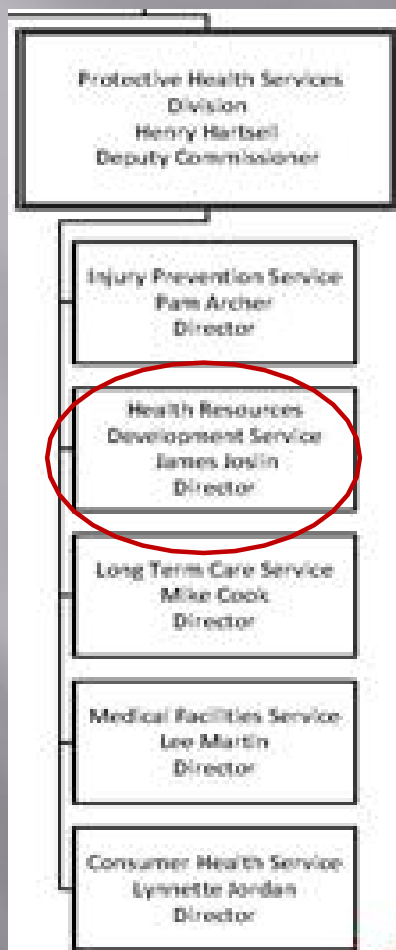 Protective Health Services
Division
Henry Hartsell
Deputy Commissioner
Injury Prevention Service
Pam Archer
Director
Health Resources
Development Service
James Joslin
Director
Long Term Care Service
Mike Cook
Director
Medical Facilities Service
Lee Martin
Director
Consumer Health Service
Lynnette Jordan
Director